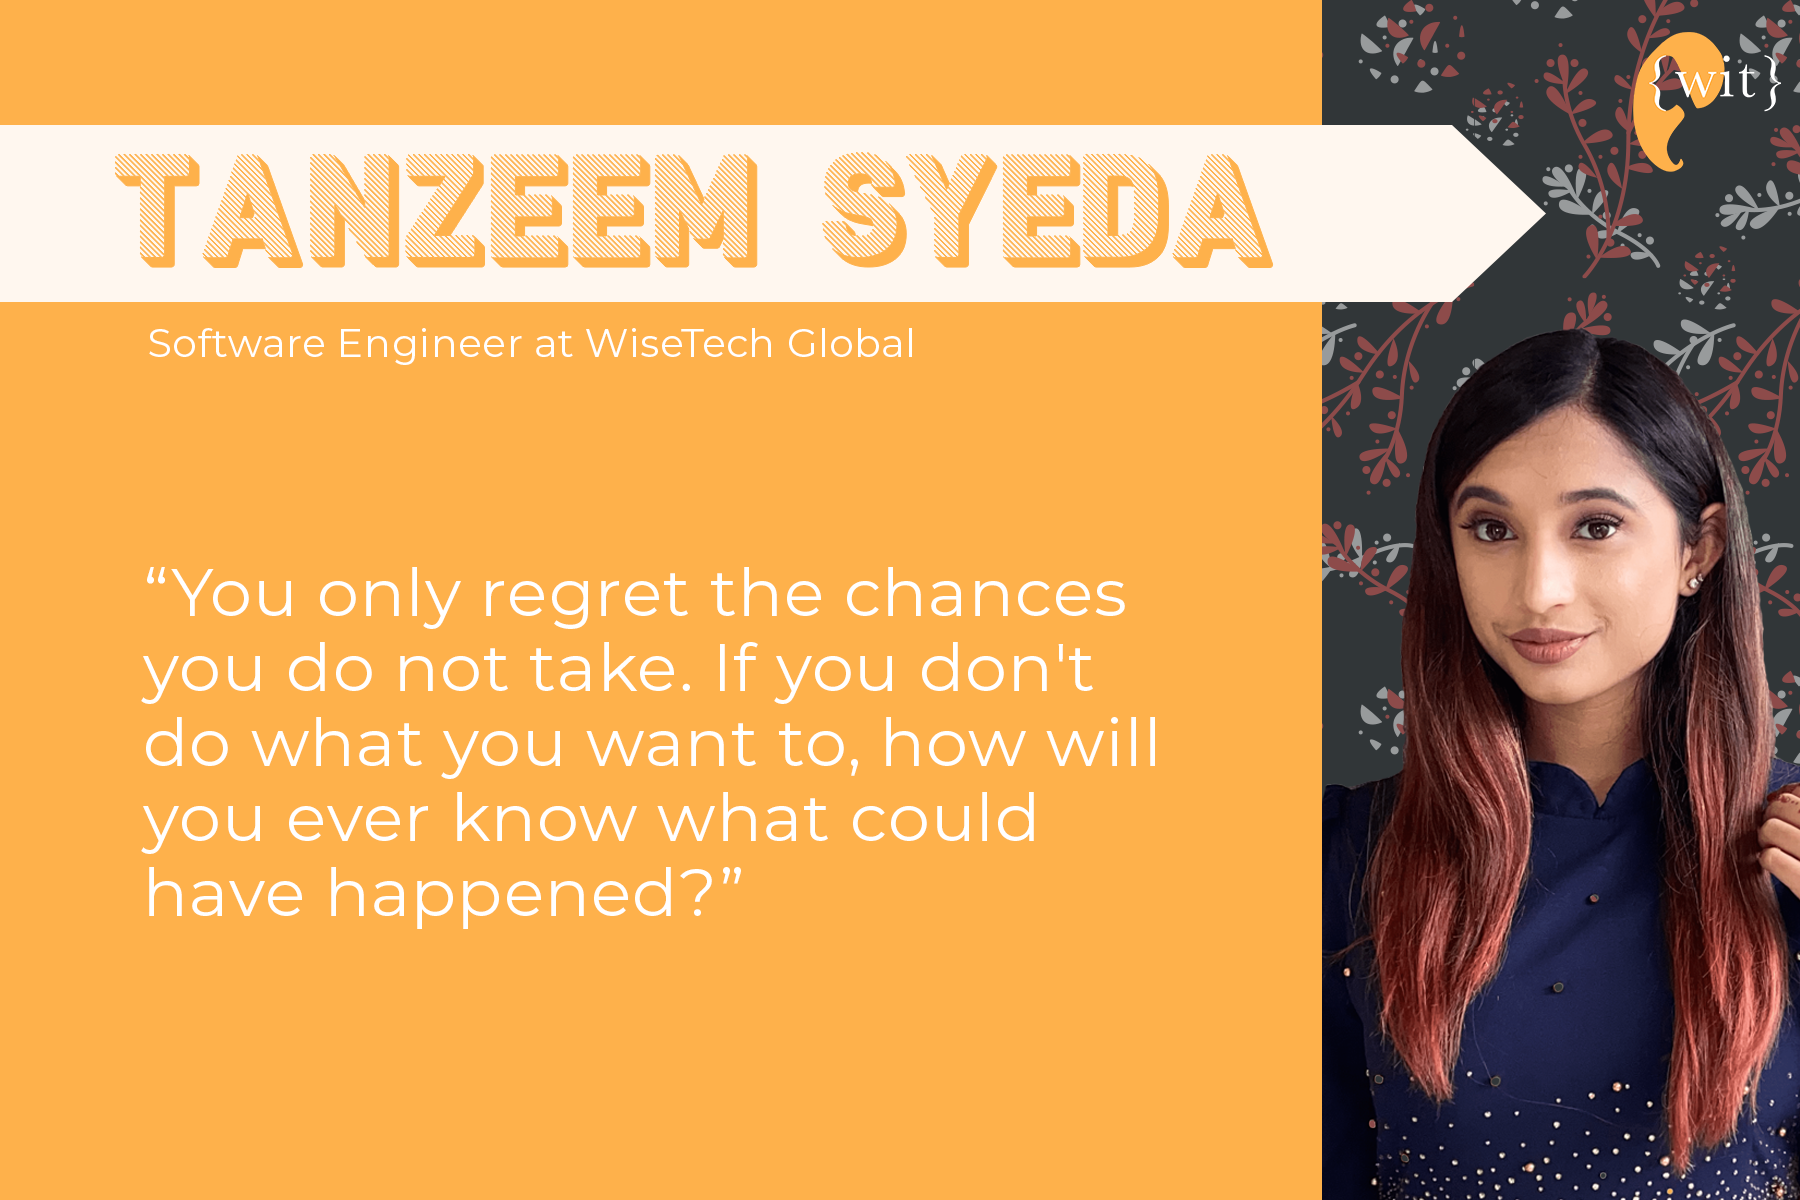 {wit}
TANZEEM SYEDA
Software Engineer at WiseTech Global
“You only regret the chances
you do not take. If you don't
do what you want to, how will
you ever know what could
have happened?”